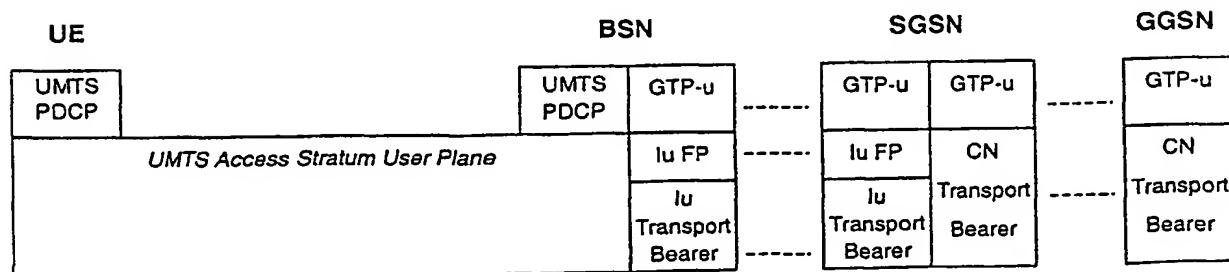 UE
BSN
SGSN
GGSN
UMTS
PDCP
UMTS
PDCP
GTP-u
GTP-u
GTP-u
GTP-u
UMTS Access Stratum User Plane
Iu FP
Iu
Transport
Bearer
Iu FP
Iu
Transport
Bearer
CN
Transport
Bearer
CN
Transport
Bearer